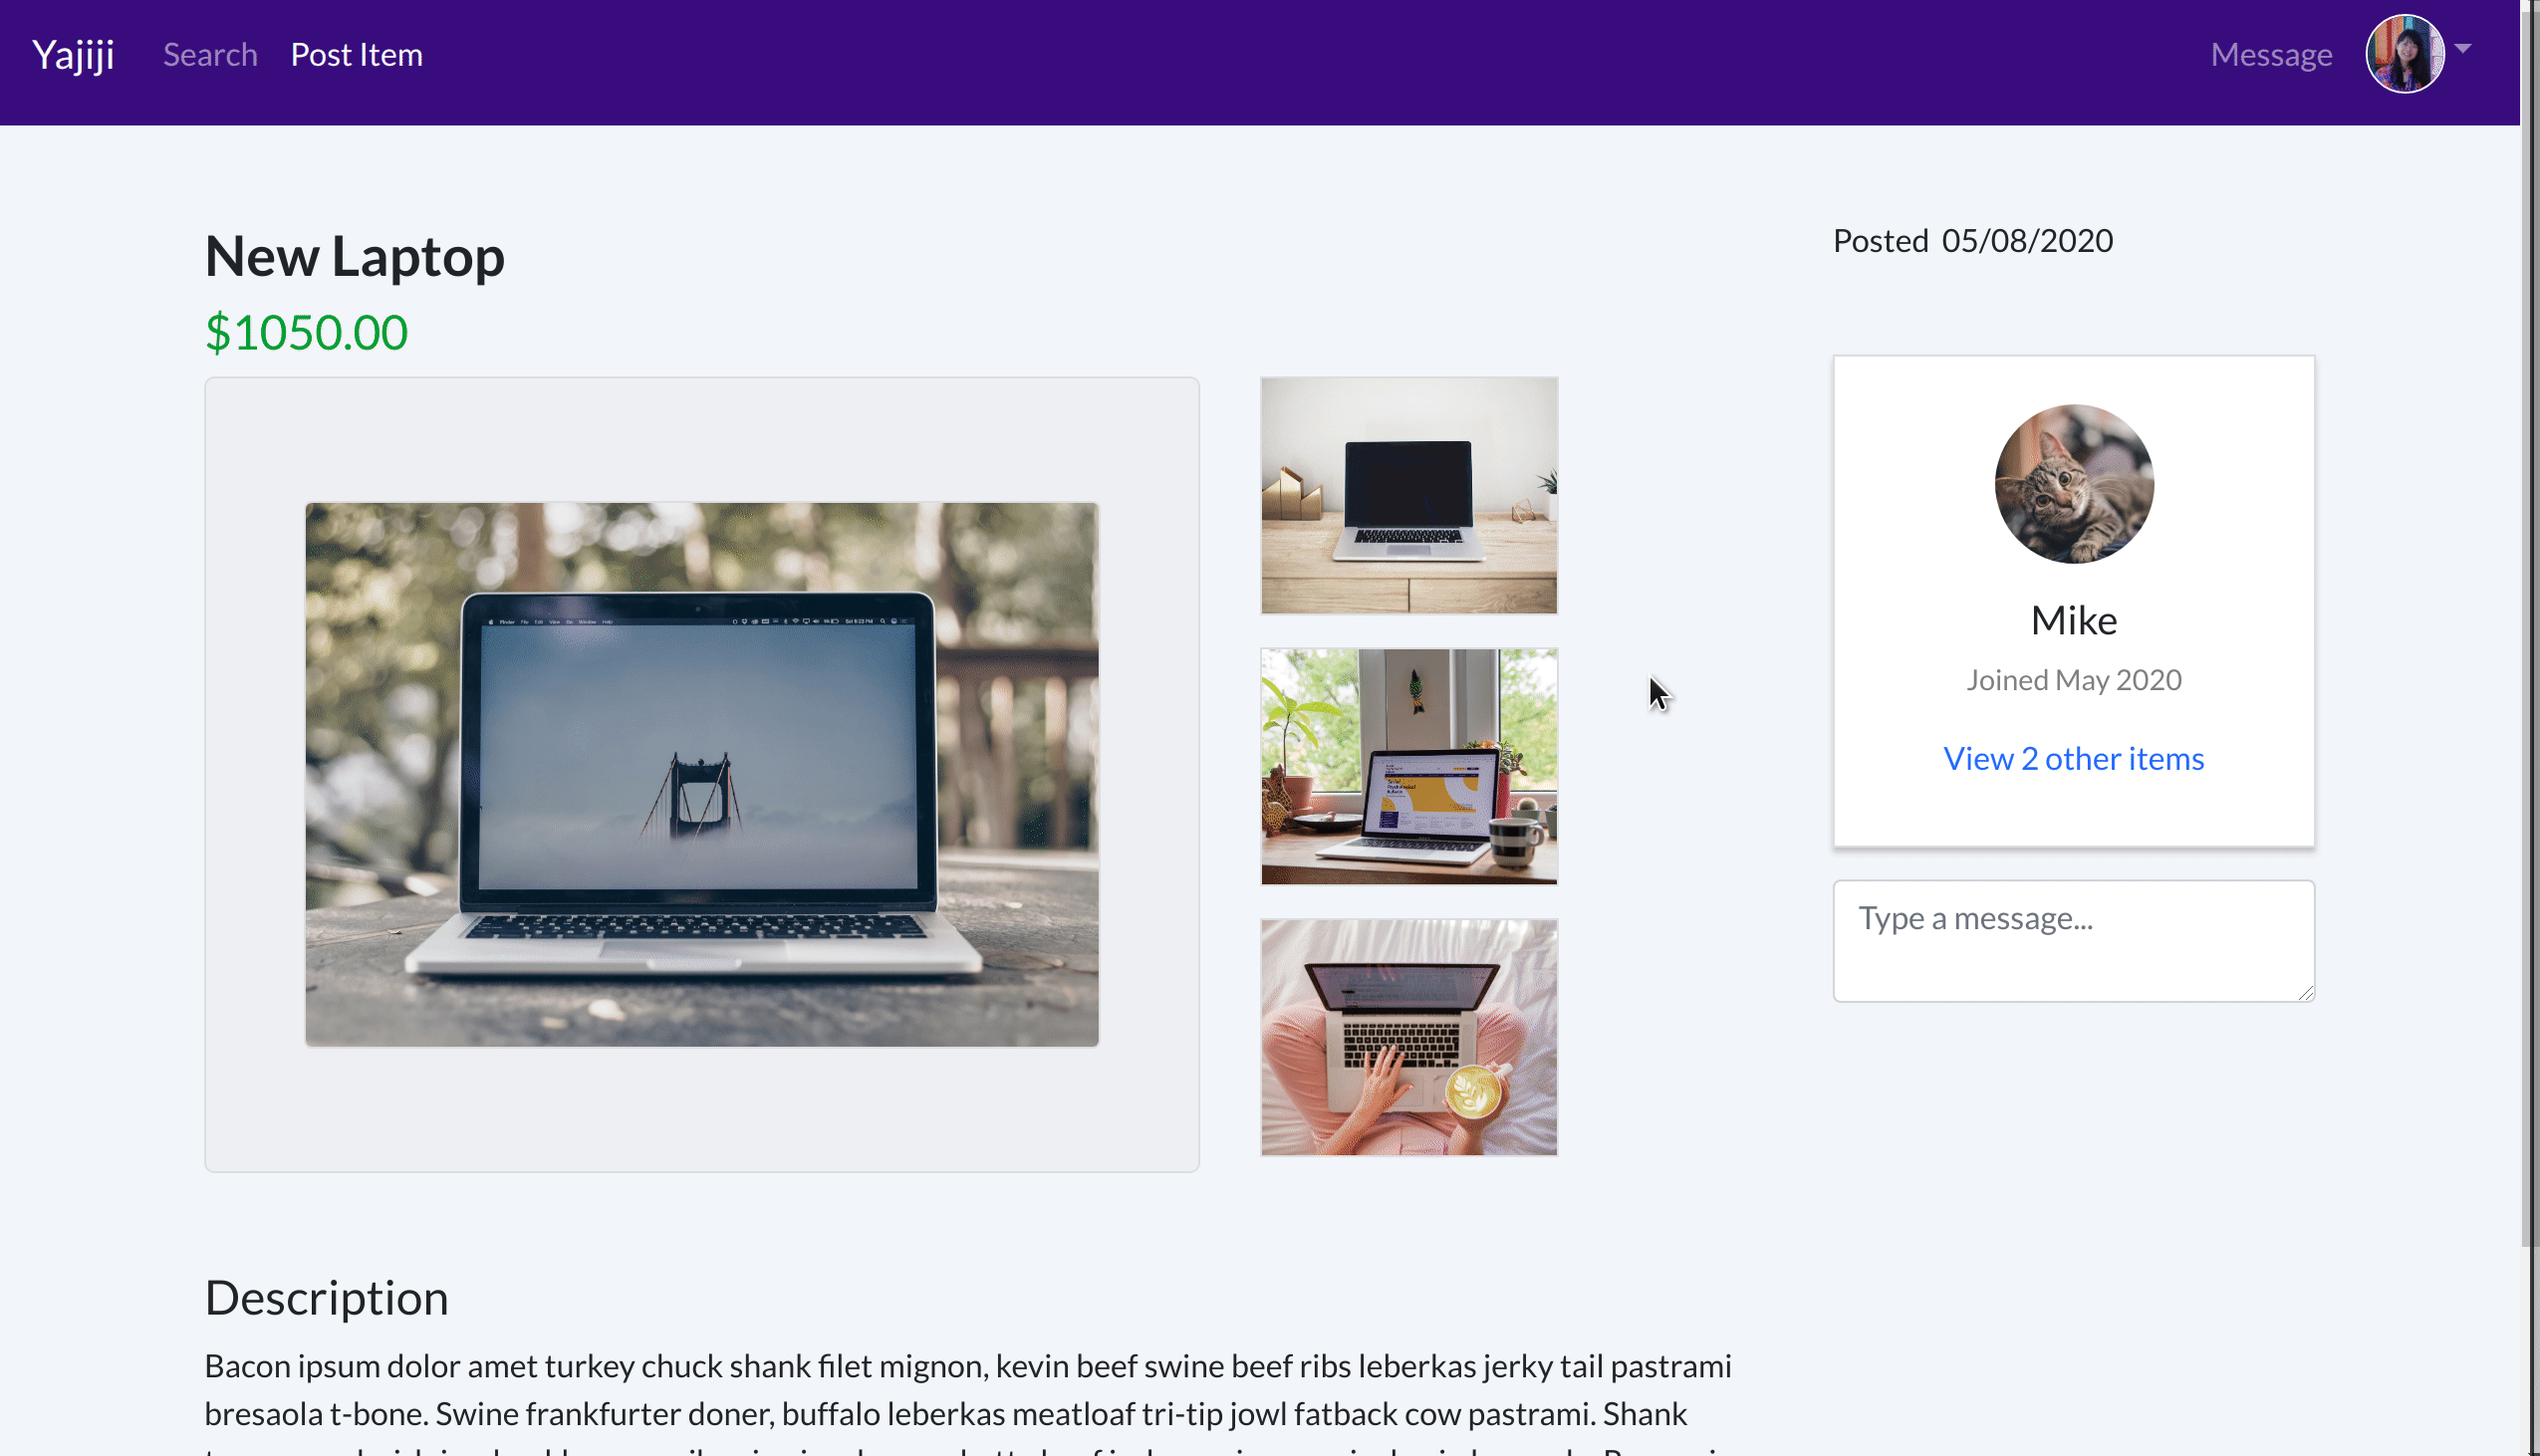 Yajiji Search Post Item Message
New Laptop
$1050.00
Posted 05/08/2020
Mike
Joined May 2020
View 2 other items
Type a message...
Description
Bacon ipsum dolor amet turkey chuck shank filet mignon, kevin beef swine beef ribs leberkas jerky tail pastrami
bresaola t-bone. Swine frankfurter doner, buffalo leberkas meatloaf tri-tip jowl fatback cow pastrami. Shank